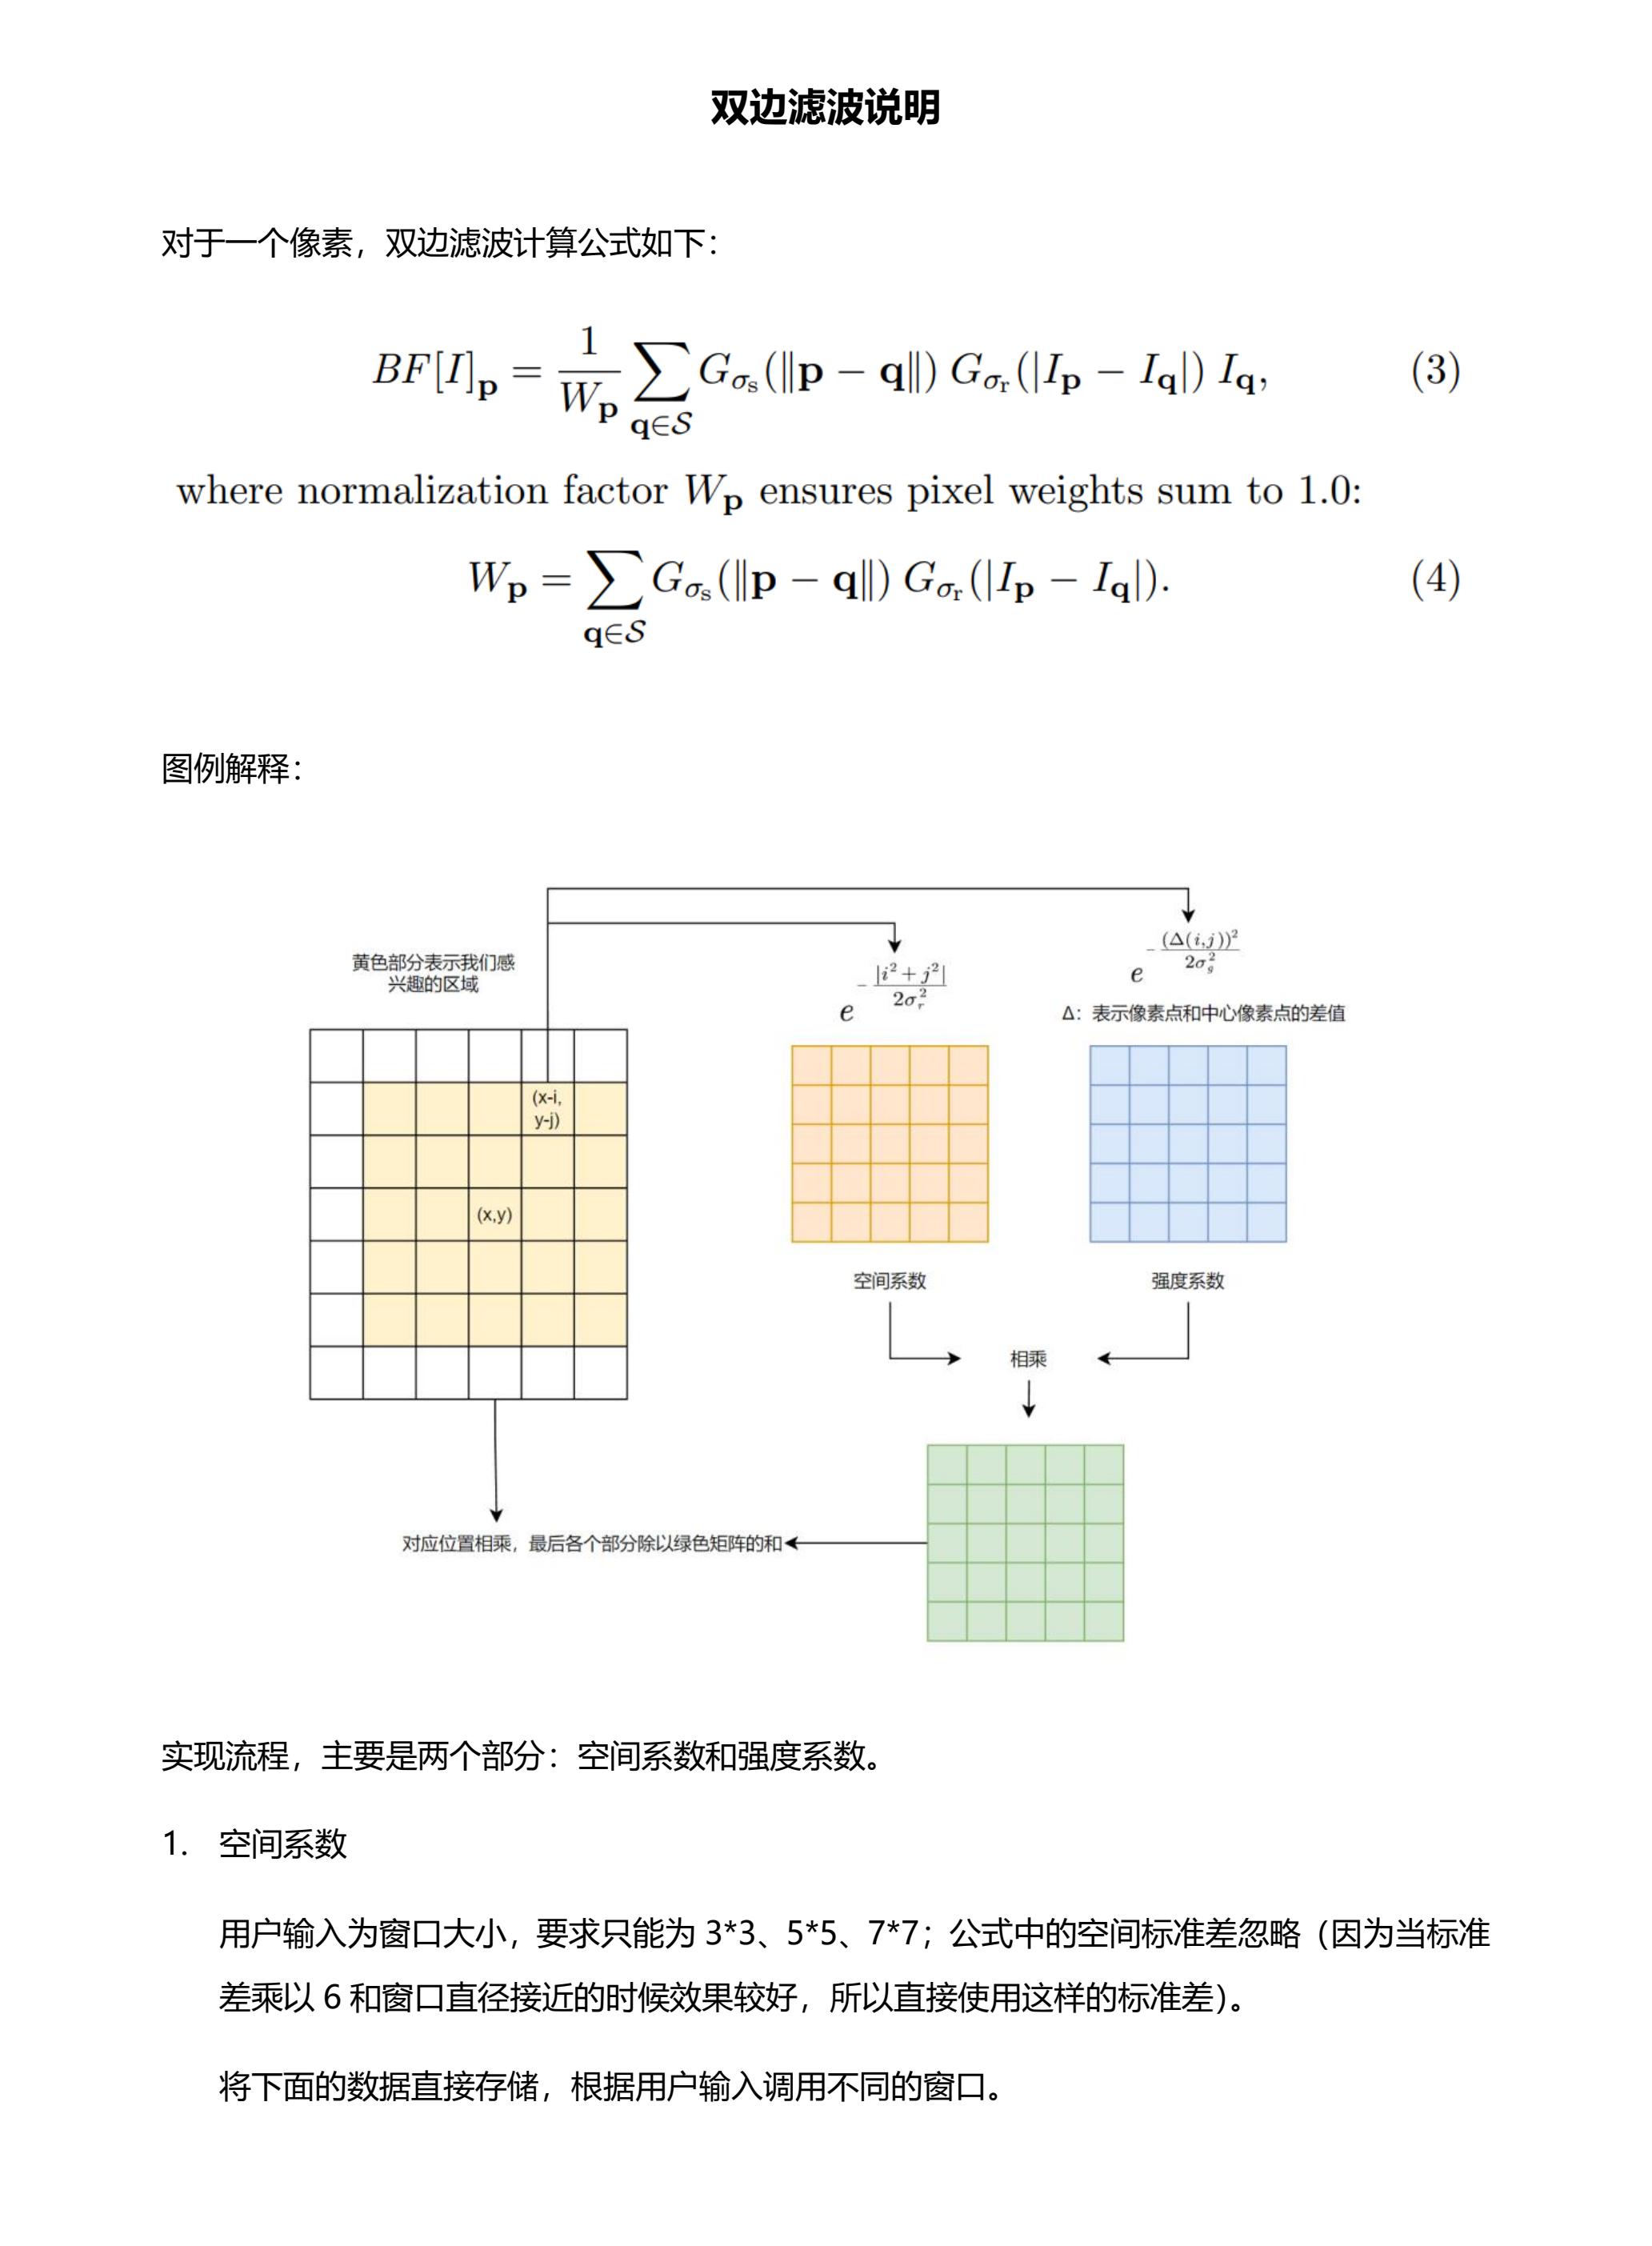 双边滤波说明
对于一个像素，双边滤波计算公式如下：
$BF[I]_{\mathbf{p}} = \frac{1}{W_{\mathbf{p}}} \sum_{\mathbf{q}\in\mathcal{S}} G_{\sigma_{\mathrm{s}}}(\|\mathbf{p}-\mathbf{q}\|)\, G_{\sigma_{\mathrm{r}}}(|I_{\mathbf{p}}-I_{\mathbf{q}}|)\, I_{\mathbf{q}},$ (3)
where normalization factor $W_{\mathbf{p}}$ ensures pixel weights sum to 1.0:
$W_{\mathbf{p}} = \sum_{\mathbf{q}\in\mathcal{S}} G_{\sigma_{\mathrm{s}}}(\|\mathbf{p}-\mathbf{q}\|)\, G_{\sigma_{\mathrm{r}}}(|I_{\mathbf{p}}-I_{\mathbf{q}}|).$ (4)
图例解释：
黄色部分表示我们感
兴趣的区域
$e^{-\frac{|i^2+j^2|}{2\sigma_r^2}}$
$e^{-\frac{(\Delta(i,j))^2}{2\sigma_g^2}}$
Δ：表示像素点和中心像素点的差值
(x-i,
y-j)
(x,y)
空间系数
强度系数
相乘
对应位置相乘，最后各个部分除以绿色矩阵的和
实现流程，主要是两个部分：空间系数和强度系数。
1. 空间系数
用户输入为窗口大小，要求只能为 3*3、5*5、7*7；公式中的空间标准差忽略（因为当标准
差乘以 6 和窗口直径接近的时候效果较好，所以直接使用这样的标准差）。
将下面的数据直接存储，根据用户输入调用不同的窗口。